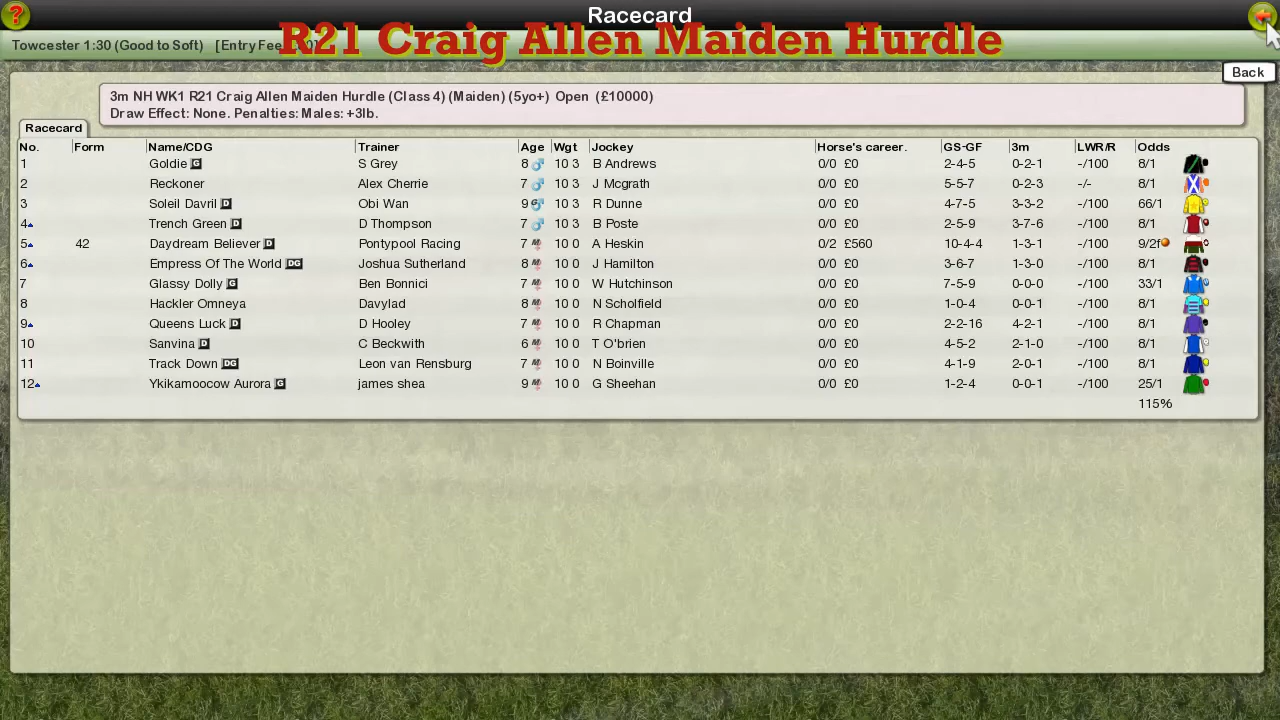 Racecard
R21 Craig Allen Maiden Hurdle
Towcester 1:30 (Good to Soft) [Entry Fee
Back
3m NH WK1 R21 Craig Allen Maiden Hurdle (Class 4) (Maiden) (5yo+) Open (£10000)
Draw Effect: None. Penalties: Males: +3lb.
Racecard
No. Form Name/CDG Trainer Age Wgt Jockey Horse's career. GS-GF 3m LWR/R Odds
1 Goldie G S Grey 8 10 3 B Andrews 0/0 £0 2-4-5 0-2-1 -/100 8/1
2 Reckoner Alex Cherrie 7 10 3 J Mcgrath 0/0 £0 5-5-7 0-2-3 -/- 8/1
3 Soleil Davril D Obi Wan 9 10 3 R Dunne 0/0 £0 4-7-5 3-3-2 -/100 66/1
4 Trench Green D D Thompson 7 10 3 B Poste 0/0 £0 2-5-9 3-7-6 -/100 8/1
5 42 Daydream Believer D Pontypool Racing 7 M 10 0 A Heskin 0/2 £560 10-4-4 1-3-1 -/100 9/2f
6 Empress Of The World DG Joshua Sutherland 8 M 10 0 J Hamilton 0/0 £0 3-6-7 1-3-0 -/100 8/1
7 Glassy Dolly G Ben Bonnici 7 M 10 0 W Hutchinson 0/0 £0 7-5-9 0-0-0 -/100 33/1
8 Hackler Omneya Davylad 8 M 10 0 N Scholfield 0/0 £0 1-0-4 0-0-1 -/100 8/1
9 Queens Luck D D Hooley 7 M 10 0 R Chapman 0/0 £0 2-2-16 4-2-1 -/100 8/1
10 Sanvina D C Beckwith 6 M 10 0 T O'brien 0/0 £0 4-5-2 2-1-0 -/100 8/1
11 Track Down DG Leon van Rensburg 7 M 10 0 N Boinville 0/0 £0 4-1-9 2-0-1 -/100 8/1
12 Ykikamoocow Aurora G james shea 9 M 10 0 G Sheehan 0/0 £0 1-2-4 0-0-1 -/100 25/1
115%